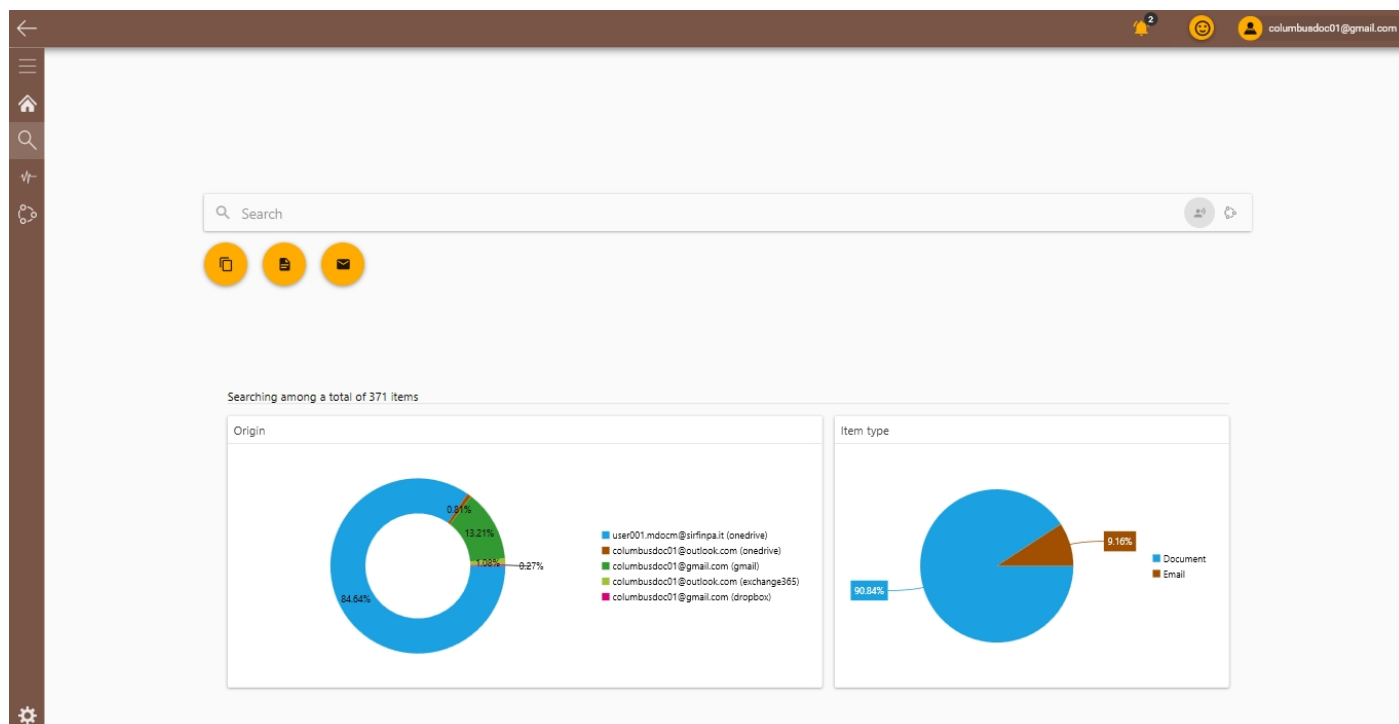 2
columbusdoc01@gmail.com
Search
Searching among a total of 371 items
Origin
0.81%
13.21%
1.08%
0.27%
84.64%
user001.mdocm@sirfinpa.it (onedrive)
columbusdoc01@outlook.com (onedrive)
columbusdoc01@gmail.com (gmail)
columbusdoc01@outlook.com (exchange365)
columbusdoc01@gmail.com (dropbox)
Item type
9.16%
90.84%
Document
Email